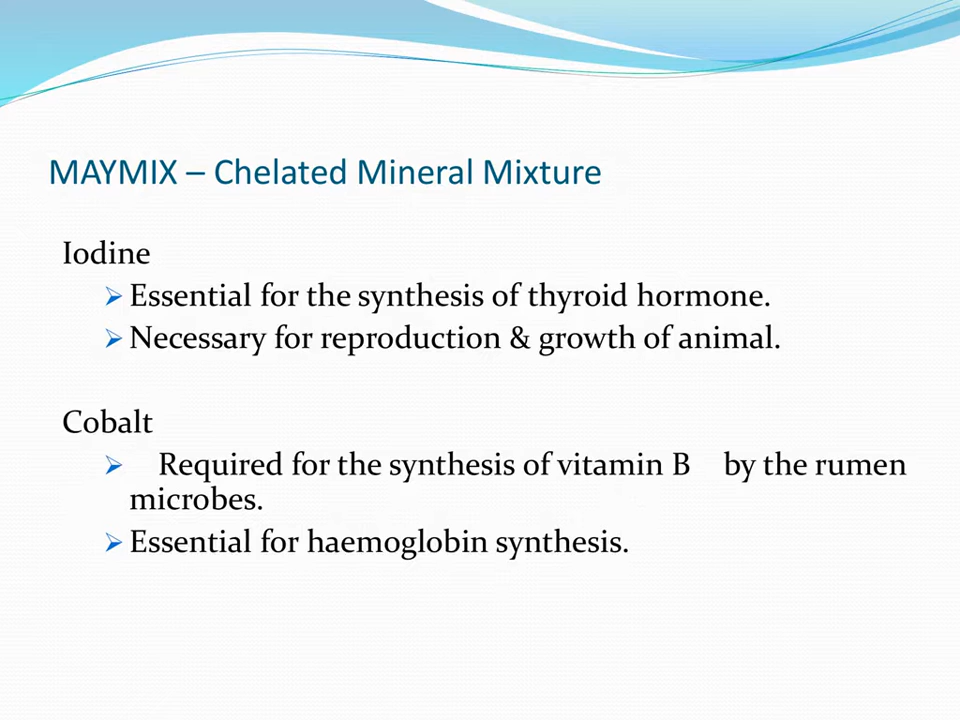 MAYMIX – Chelated Mineral Mixture
Iodine
➢ Essential for the synthesis of thyroid hormone.
➢ Necessary for reproduction & growth of animal.
Cobalt
➢ Required for the synthesis of vitamin B by the rumen
microbes.
➢ Essential for haemoglobin synthesis.